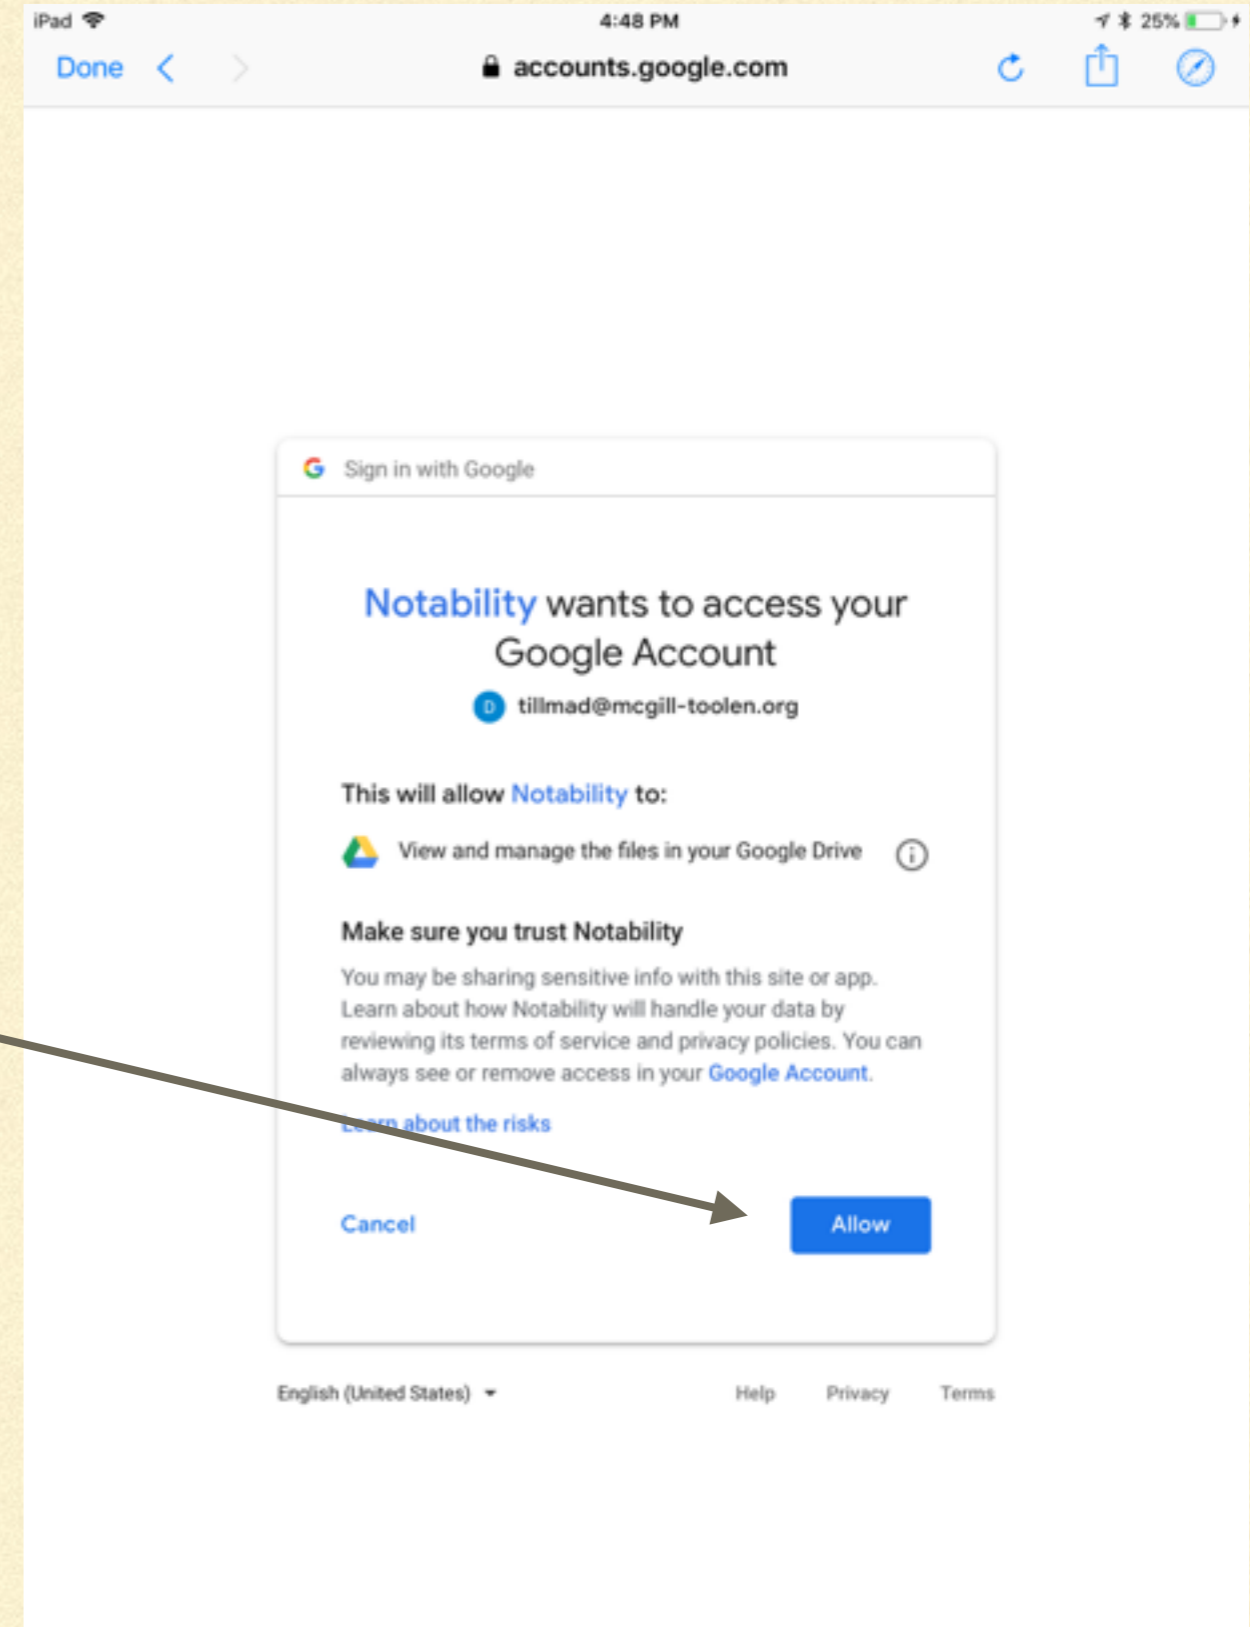 iPad 4:48 PM 25%
Done accounts.google.com
Sign in with Google
Notability wants to access your
Google Account
D tillmad@mcgill-toolen.org
This will allow Notability to:
View and manage the files in your Google Drive
Make sure you trust Notability
You may be sharing sensitive info with this site or app.
Learn about how Notability will handle your data by
reviewing its terms of service and privacy policies. You can
always see or remove access in your Google Account.
Learn about the risks
Cancel Allow
English (United States) Help Privacy Terms